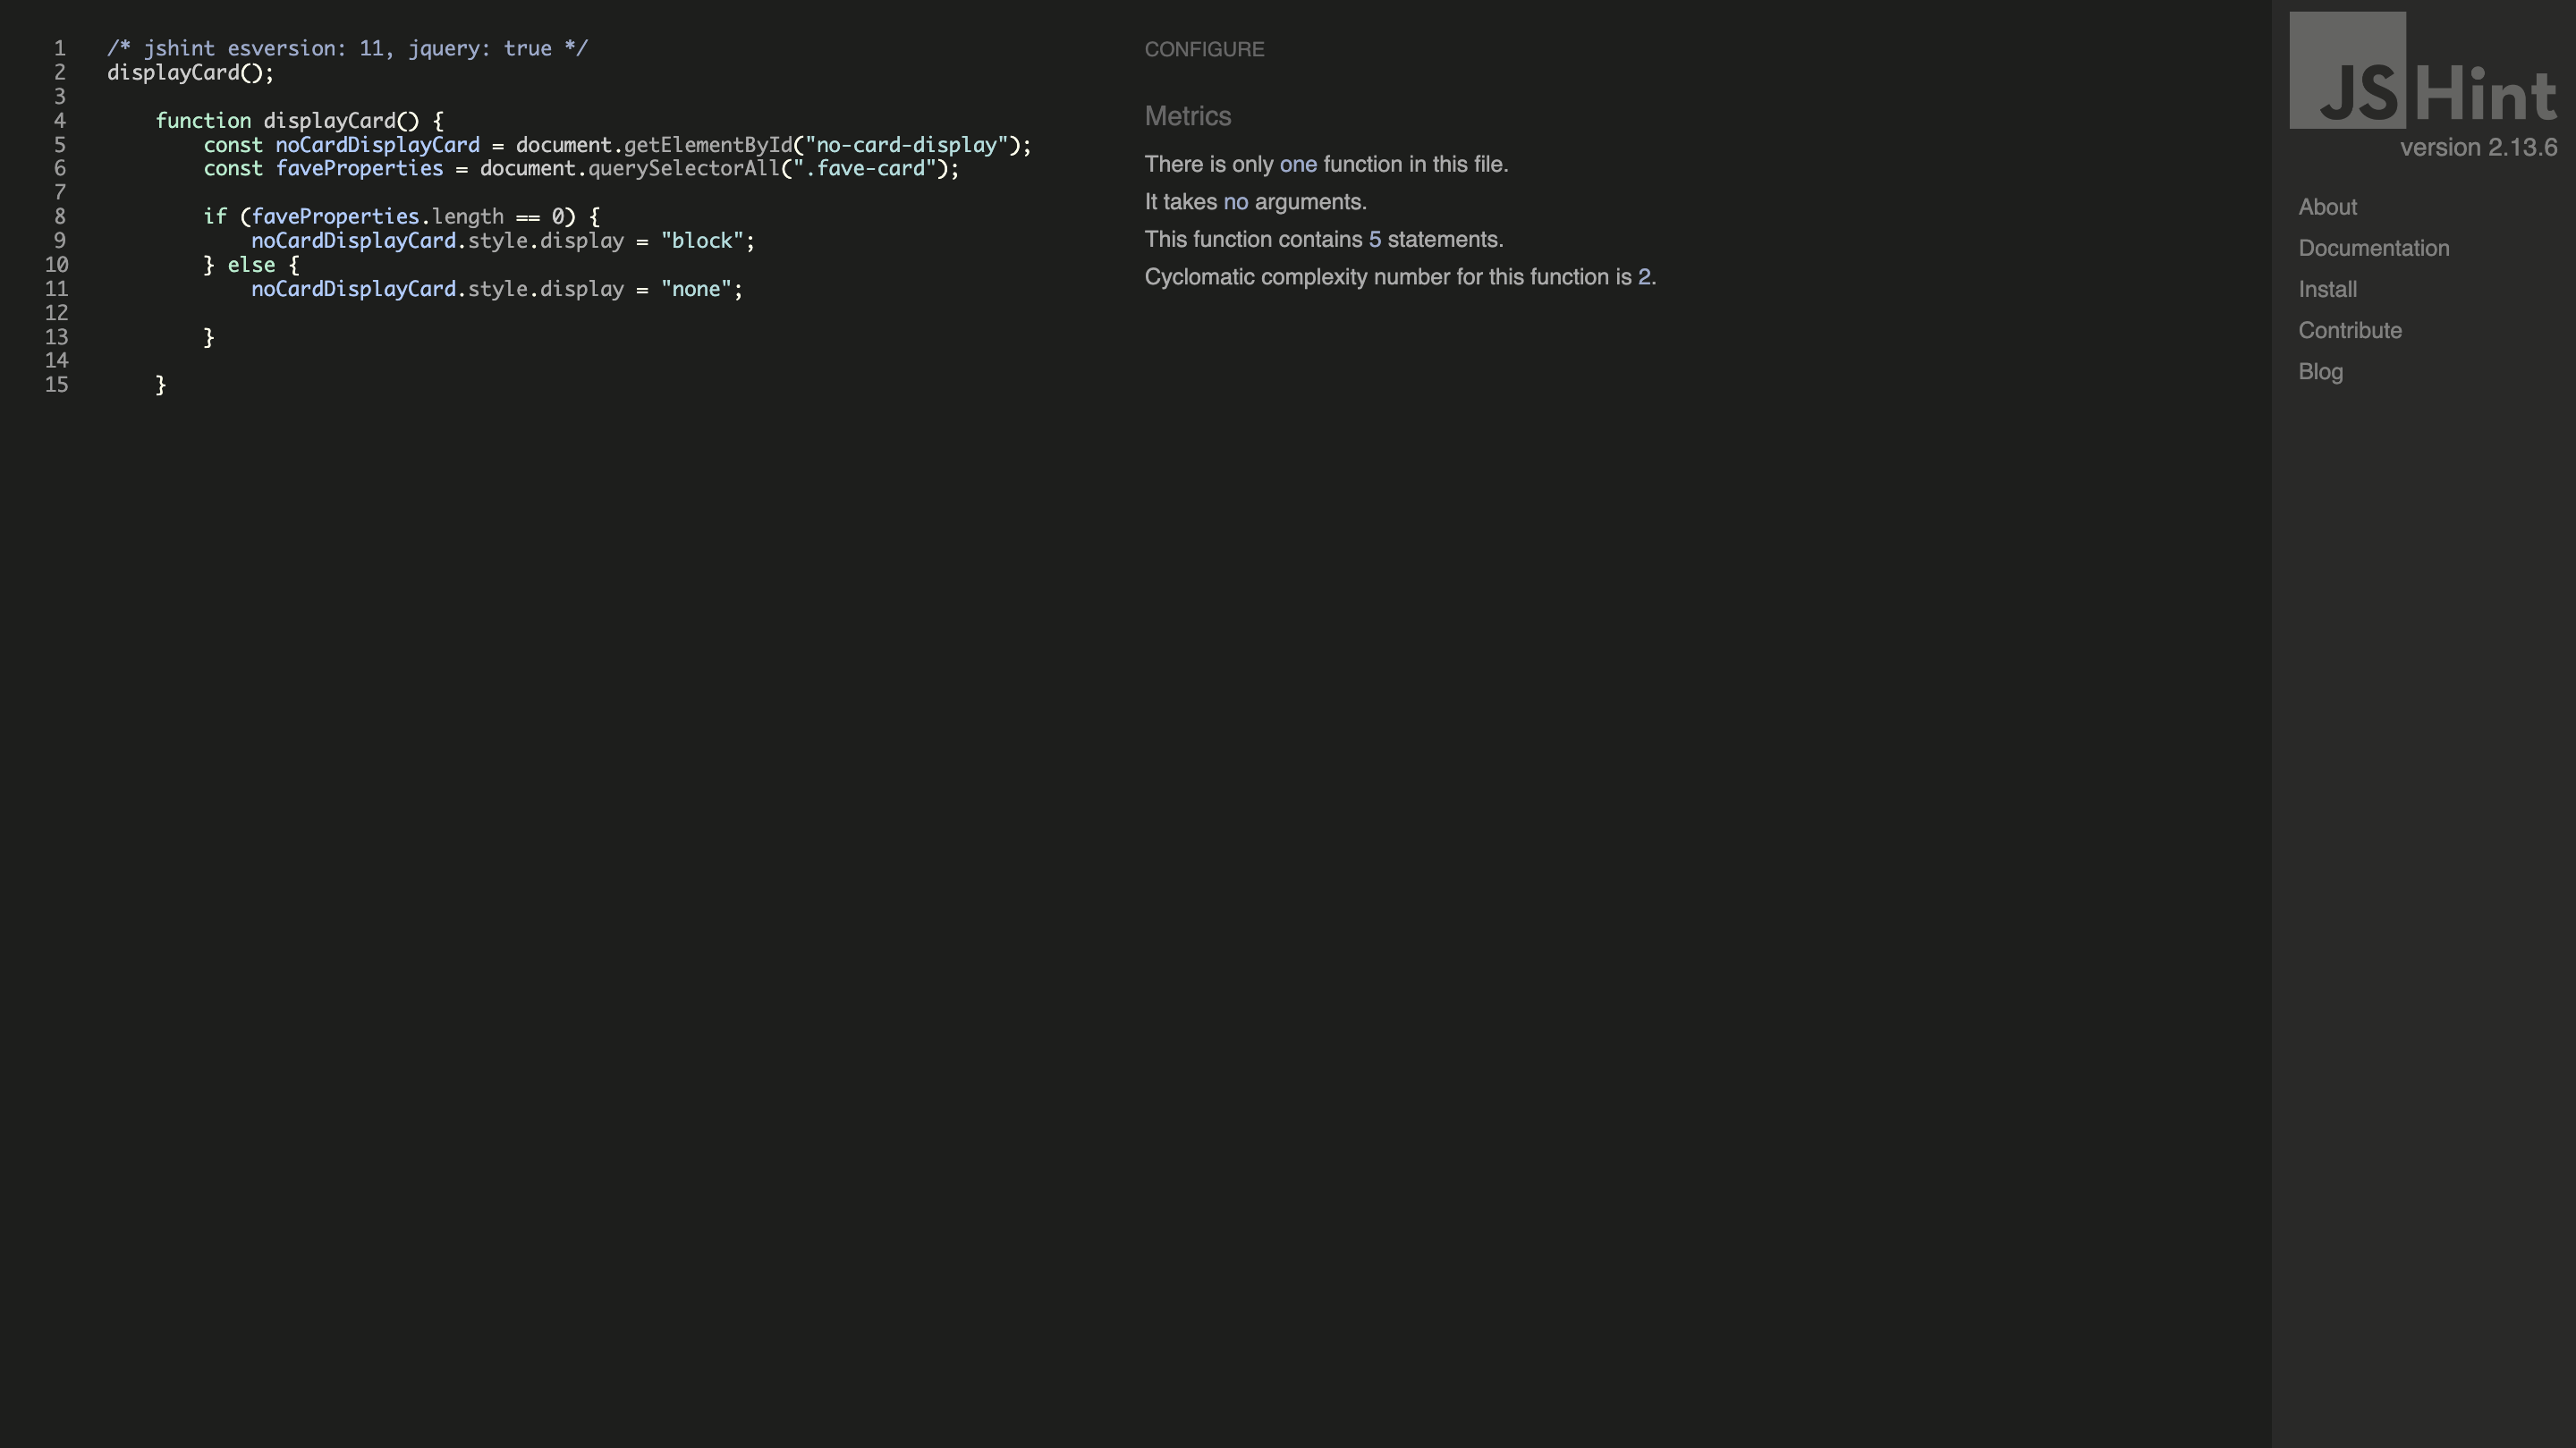 1 /* jshint esversion: 11, jquery: true */
2 displayCard();
3
4 function displayCard() {
5 const noCardDisplayCard = document.getElementById("no-card-display");
6 const faveProperties = document.querySelectorAll(".fave-card");
7
8 if (faveProperties.length == 0) {
9 noCardDisplayCard.style.display = "block";
10 } else {
11 noCardDisplayCard.style.display = "none";
12
13 }
14
15 }
CONFIGURE
Metrics
There is only one function in this file.
It takes no arguments.
This function contains 5 statements.
Cyclomatic complexity number for this function is 2.
JSHint
version 2.13.6
About
Documentation
Install
Contribute
Blog